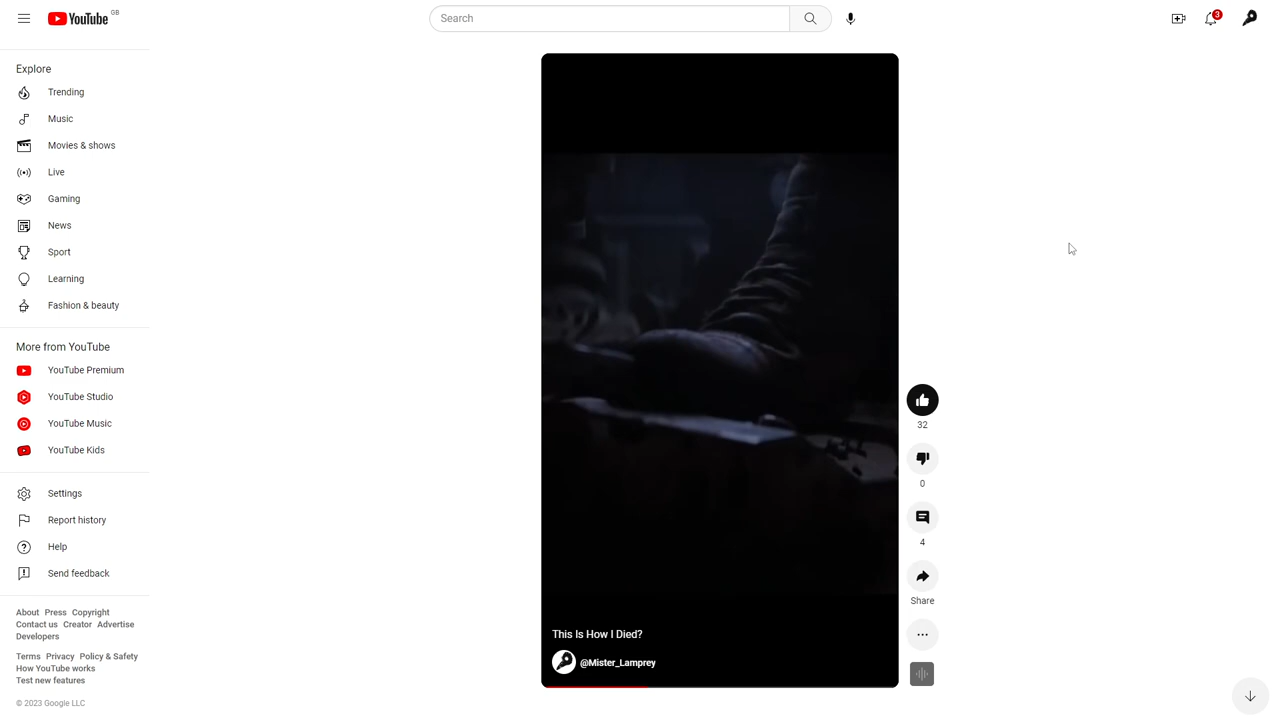 YouTube GB
Search
3
Explore
Trending
Music
Movies & shows
Live
Gaming
News
Sport
Learning
Fashion & beauty
More from YouTube
YouTube Premium
YouTube Studio
YouTube Music
YouTube Kids
Settings
Report history
Help
Send feedback
About Press Copyright
Contact us Creator Advertise
Developers
Terms Privacy Policy & Safety
How YouTube works
Test new features
© 2023 Google LLC
This Is How I Died?
@Mister_Lamprey
32
0
4
Share